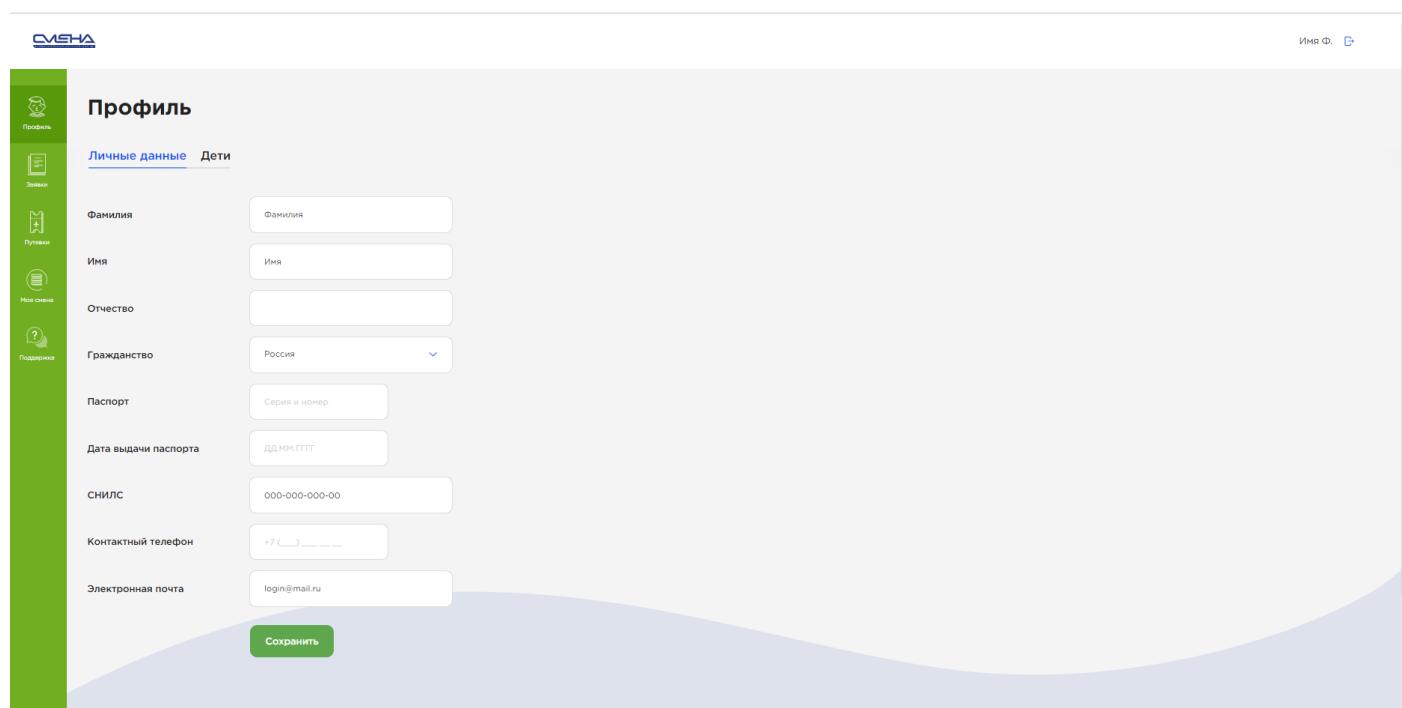 СМЕНА
Имя Ф.
Профиль
Заявки
Путевки
Моя смена
Поддержка
Профиль
Личные данные Дети
Фамилия Фамилия
Имя Имя
Отчество
Гражданство Россия
Паспорт Серия и номер
Дата выдачи паспорта ДД.ММ.ГГГГ
СНИЛС 000-000-000-00
Контактный телефон +7 (___) ___ __ __
Электронная почта login@mail.ru
Сохранить